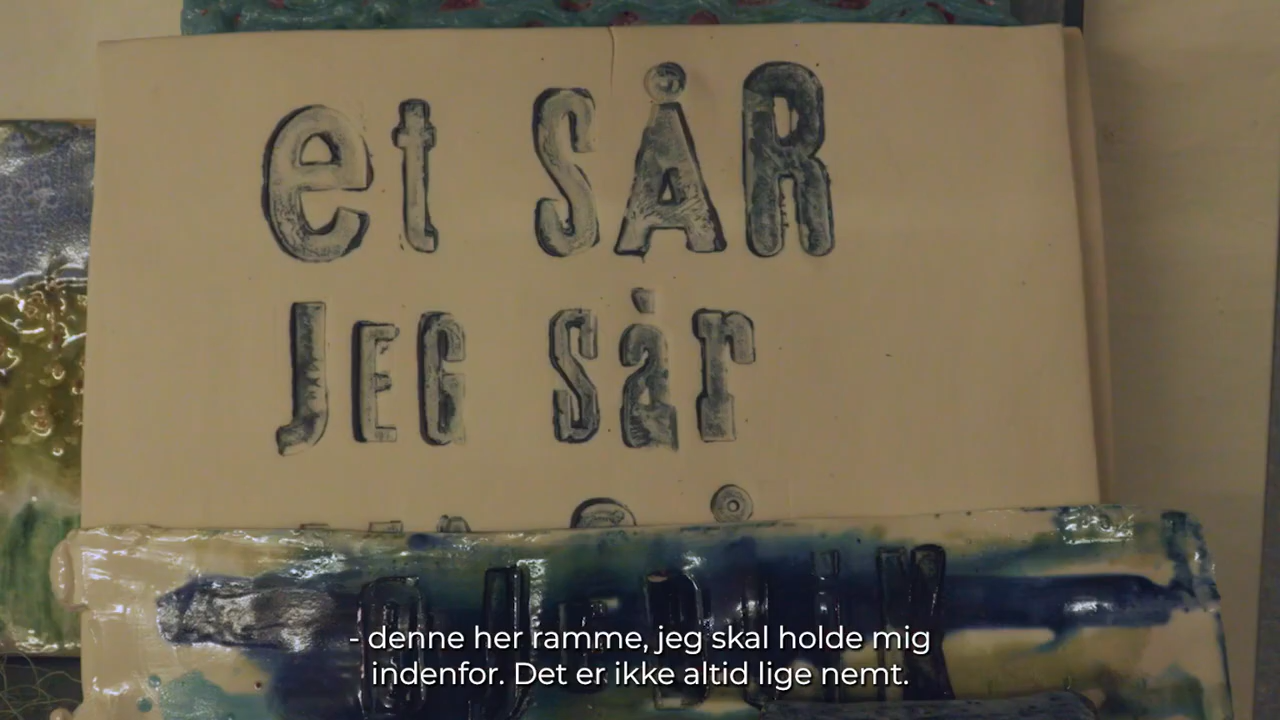 et SÅR
JEG Sår
- denne her ramme, jeg skal holde mig
indenfor. Det er ikke altid lige nemt.